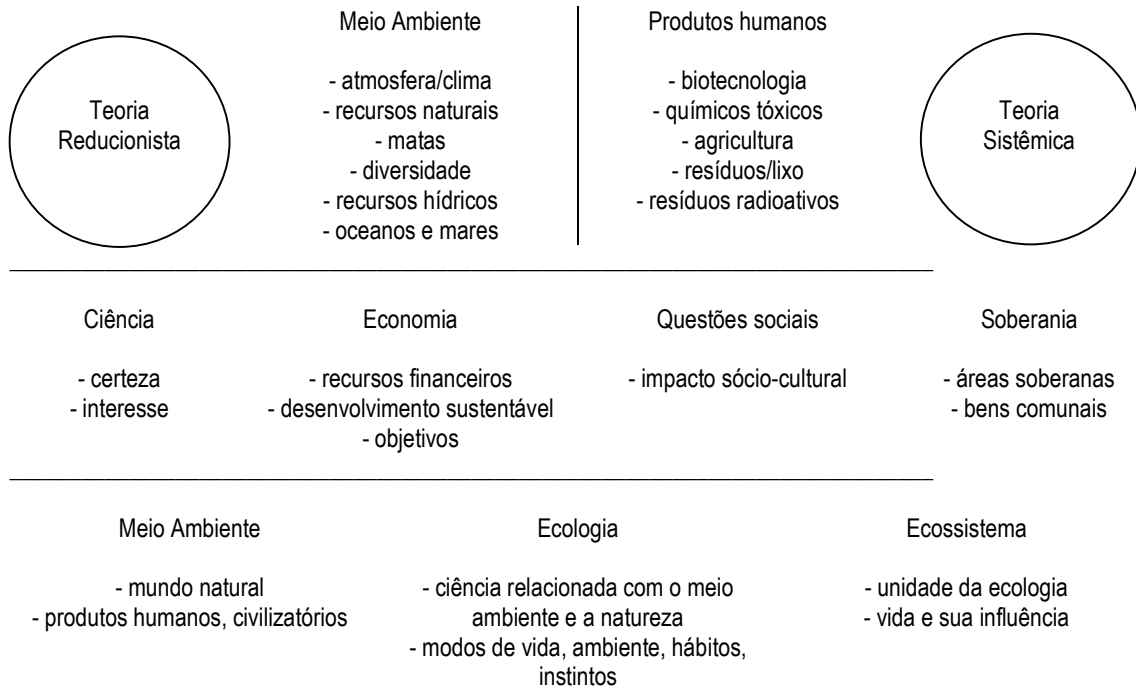 Teoria
Reducionista
Meio Ambiente
- atmosfera/clima
- recursos naturais
- matas
- diversidade
- recursos hídricos
- oceanos e mares
Produtos humanos
- biotecnologia
- químicos tóxicos
- agricultura
- resíduos/lixo
- resíduos radioativos
Teoria
Sistêmica
Ciência
- certeza
- interesse
Economia
- recursos financeiros
- desenvolvimento sustentável
- objetivos
Questões sociais
- impacto sócio-cultural
Soberania
- áreas soberanas
- bens comunais
Meio Ambiente
- mundo natural
- produtos humanos, civilizatórios
Ecologia
- ciência relacionada com o meio
ambiente e a natureza
- modos de vida, ambiente, hábitos,
instintos
Ecossistema
- unidade da ecologia
- vida e sua influência